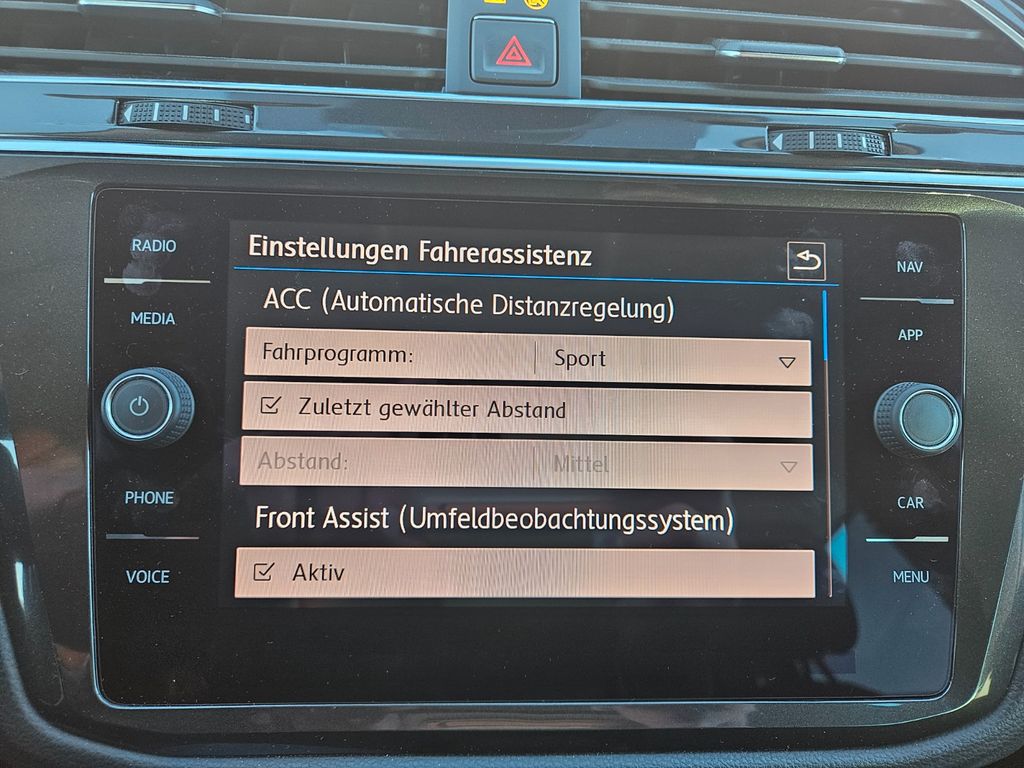 RADIO
MEDIA
PHONE
VOICE
Einstellungen Fahrerassistenz
ACC (Automatische Distanzregelung)
Fahrprogramm: Sport
Zuletzt gewählter Abstand
Abstand: Mittel
Front Assist (Umfeldbeobachtungssystem)
Aktiv
NAV
APP
CAR
MENU